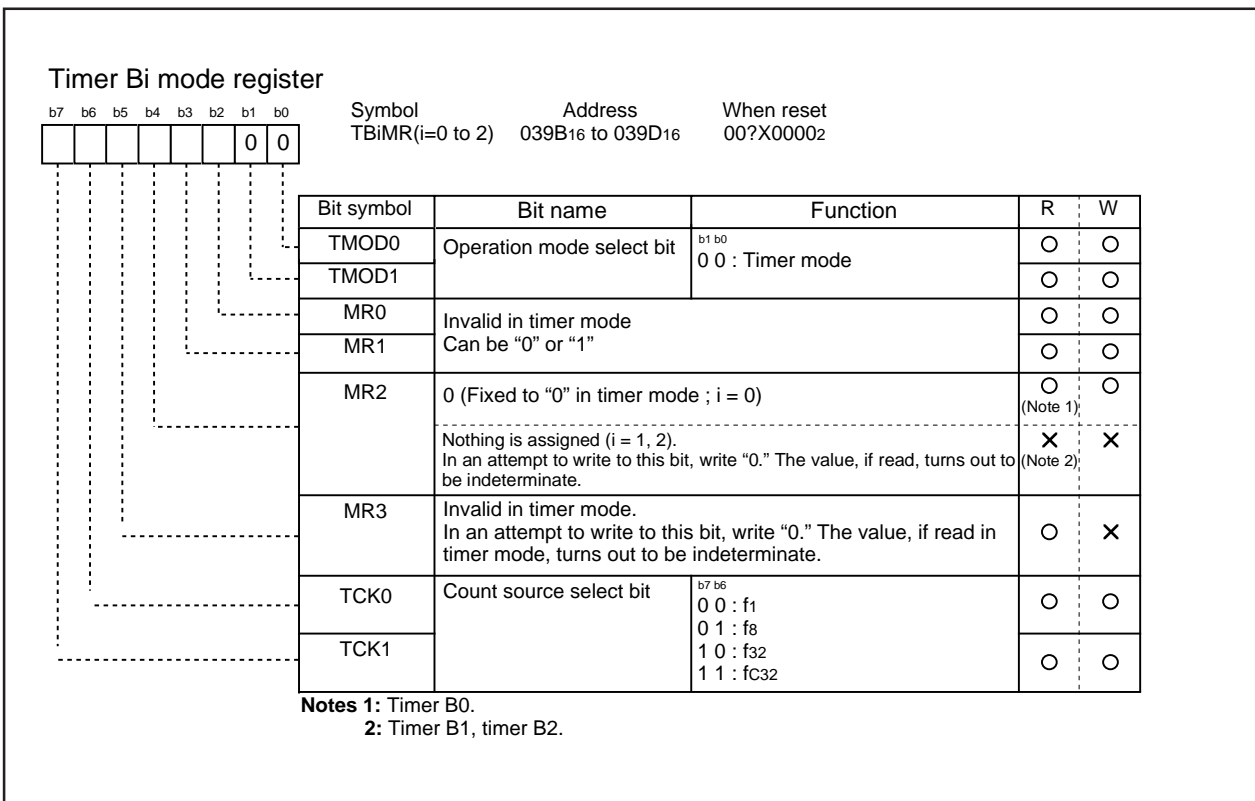 Timer Bi mode register
b7 b6 b5 b4 b3 b2 b1 b0
0 0
Symbol Address When reset
TBiMR(i=0 to 2) 039B16 to 039D16 00?X00002
Bit symbol Bit name Function R W
TMOD0 Operation mode select bit b1 b0
0 0 : Timer mode
TMOD1
MR0 Invalid in timer mode
MR1 Can be “0” or “1”
MR2 0 (Fixed to “0” in timer mode ; i = 0) (Note 1)
Nothing is assigned (i = 1, 2).
In an attempt to write to this bit, write “0.” The value, if read, turns out to (Note 2)
be indeterminate.
MR3 Invalid in timer mode.
In an attempt to write to this bit, write “0.” The value, if read in
timer mode, turns out to be indeterminate.
TCK0 Count source select bit b7 b6
0 0 : f1
0 1 : f8
TCK1 1 0 : f32
1 1 : fC32
Notes 1: Timer B0.
2: Timer B1, timer B2.